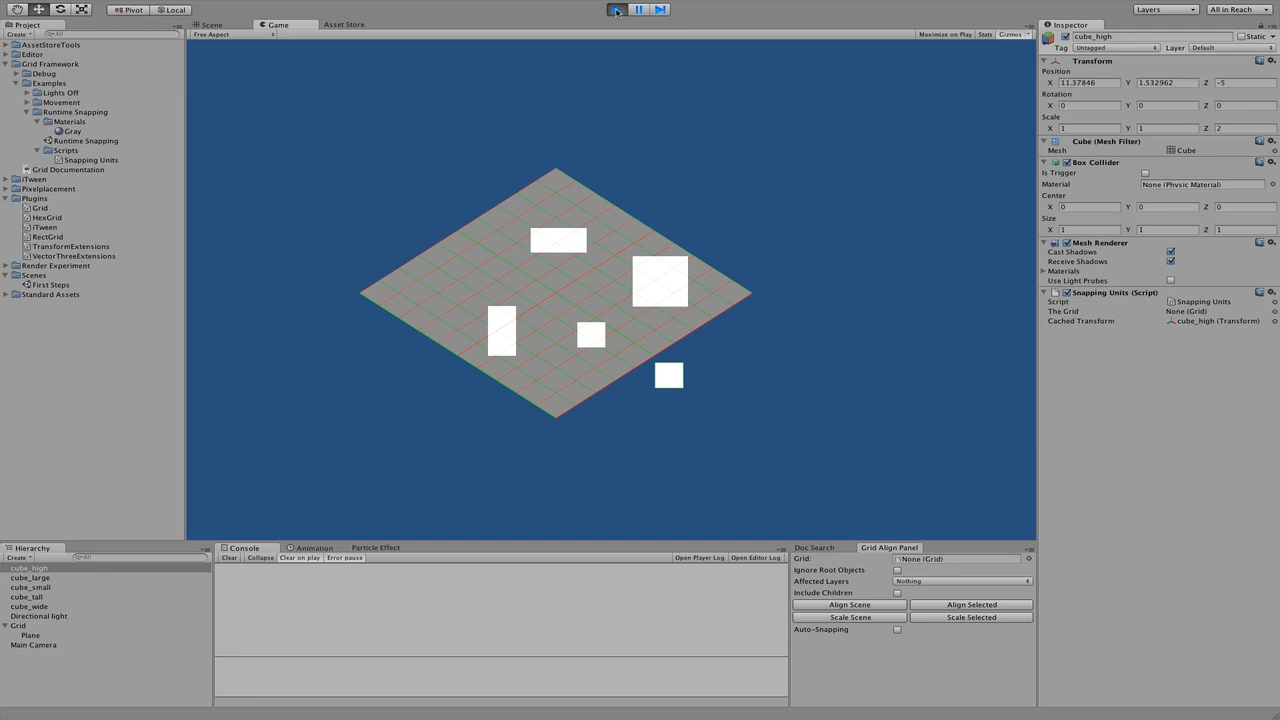 Pivot Local Layers All in Reach
Project
Create All
AssetStoreTools
Editor
Grid Framework
Debug
Examples
Lights Off
Movement
Runtime Snapping
Materials
Gray
Runtime Snapping
Scripts
Snapping Units
Grid Documentation
iTween
Pixelplacement
Plugins
Grid
HexGrid
iTween
RectGrid
TransformExtensions
VectorThreeExtensions
Render Experiment
Scenes
First Steps
Standard Assets
Scene Game Asset Store
Free Aspect Maximize on Play Stats Gizmos
Inspector
cube_high Static
Tag Untagged Layer Default
Transform
Position
X 11.37846 Y 1.532962 Z -5
Rotation
X 0 Y 0 Z 0
Scale
X 1 Y 1 Z 2
Cube (Mesh Filter)
Mesh Cube
Box Collider
Is Trigger
Material None (Physic Material)
Center
X 0 Y 0 Z 0
Size
X 1 Y 1 Z 1
Mesh Renderer
Cast Shadows
Receive Shadows
Materials
Use Light Probes
Snapping Units (Script)
Script Snapping Units
The Grid None (Grid)
Cached Transform cube_high (Transform)
Hierarchy
Create All
cube_high
cube_large
cube_small
cube_tall
cube_wide
Directional light
Grid
Plane
Main Camera
Console Animation Particle Effect
Clear Collapse Clear on play Error pause Open Player Log Open Editor Log
Doc Search Grid Align Panel
Grid: None (Grid)
Ignore Root Objects
Affected Layers Nothing
Include Children
Align Scene Align Selected
Scale Scene Scale Selected
Auto-Snapping